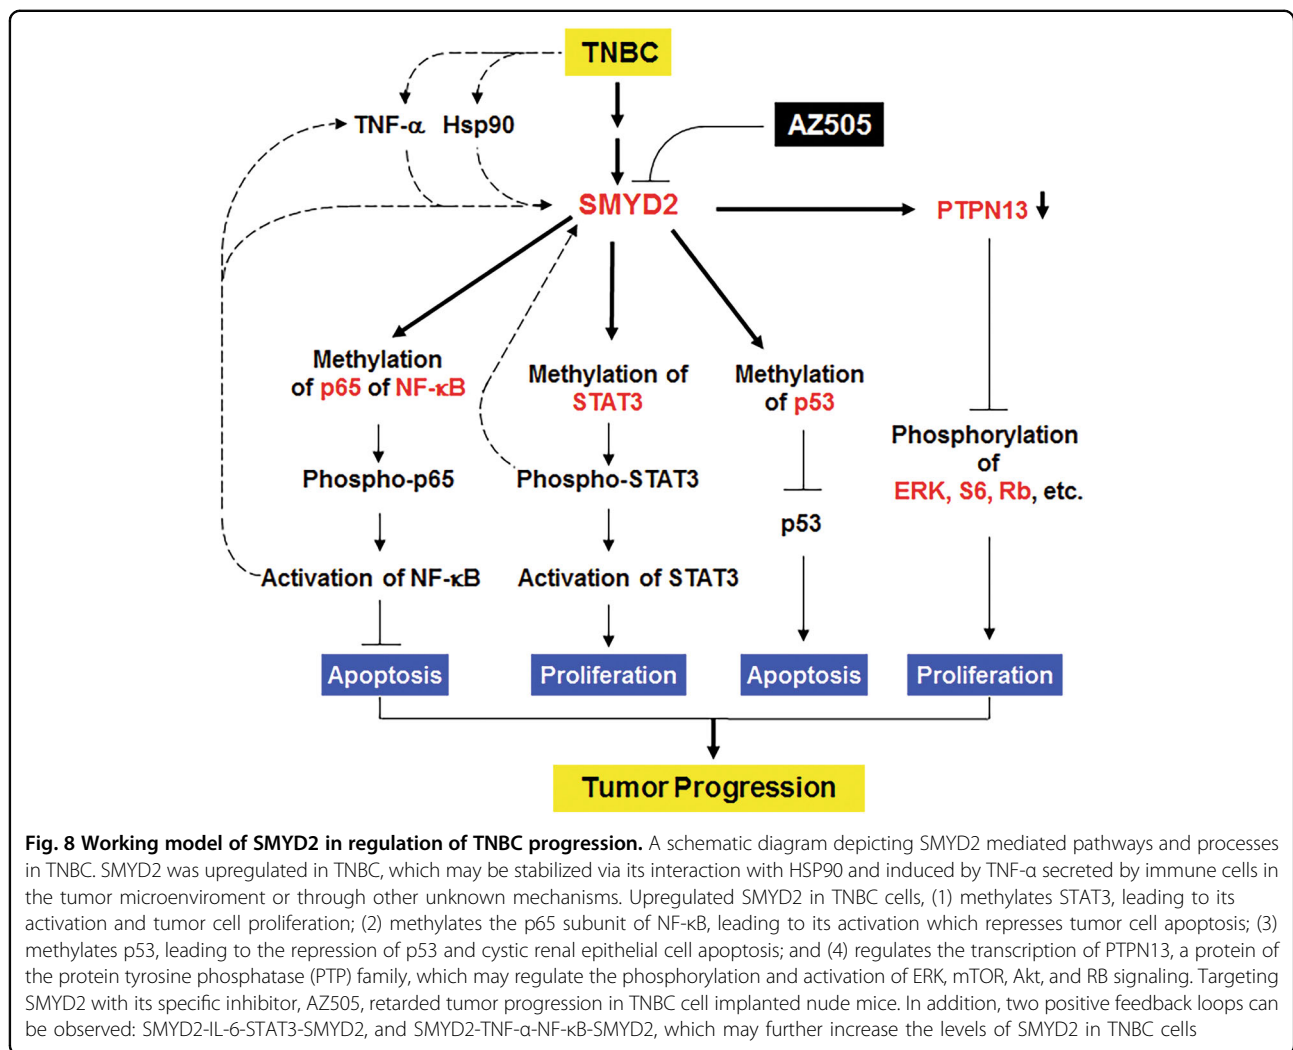 TNBC
TNF-α Hsp90
AZ505
SMYD2
PTPN13
Methylation
of p65 of NF-κB
Methylation of
STAT3
Methylation
of p53
Phosphorylation
of
ERK, S6, Rb, etc.
Phospho-p65
Phospho-STAT3
p53
Activation of NF-κB
Activation of STAT3
Apoptosis
Proliferation
Apoptosis
Proliferation
Tumor Progression
Fig. 8 Working model of SMYD2 in regulation of TNBC progression. A schematic diagram depicting SMYD2 mediated pathways and processes
in TNBC. SMYD2 was upregulated in TNBC, which may be stabilized via its interaction with HSP90 and induced by TNF-α secreted by immune cells in
the tumor microenviroment or through other unknown mechanisms. Upregulated SMYD2 in TNBC cells, (1) methylates STAT3, leading to its
activation and tumor cell proliferation; (2) methylates the p65 subunit of NF-κB, leading to its activation which represses tumor cell apoptosis; (3)
methylates p53, leading to the repression of p53 and cystic renal epithelial cell apoptosis; and (4) regulates the transcription of PTPN13, a protein of
the protein tyrosine phosphatase (PTP) family, which may regulate the phosphorylation and activation of ERK, mTOR, Akt, and RB signaling. Targeting
SMYD2 with its specific inhibitor, AZ505, retarded tumor progression in TNBC cell implanted nude mice. In addition, two positive feedback loops can
be observed: SMYD2-IL-6-STAT3-SMYD2, and SMYD2-TNF-α-NF-κB-SMYD2, which may further increase the levels of SMYD2 in TNBC cells